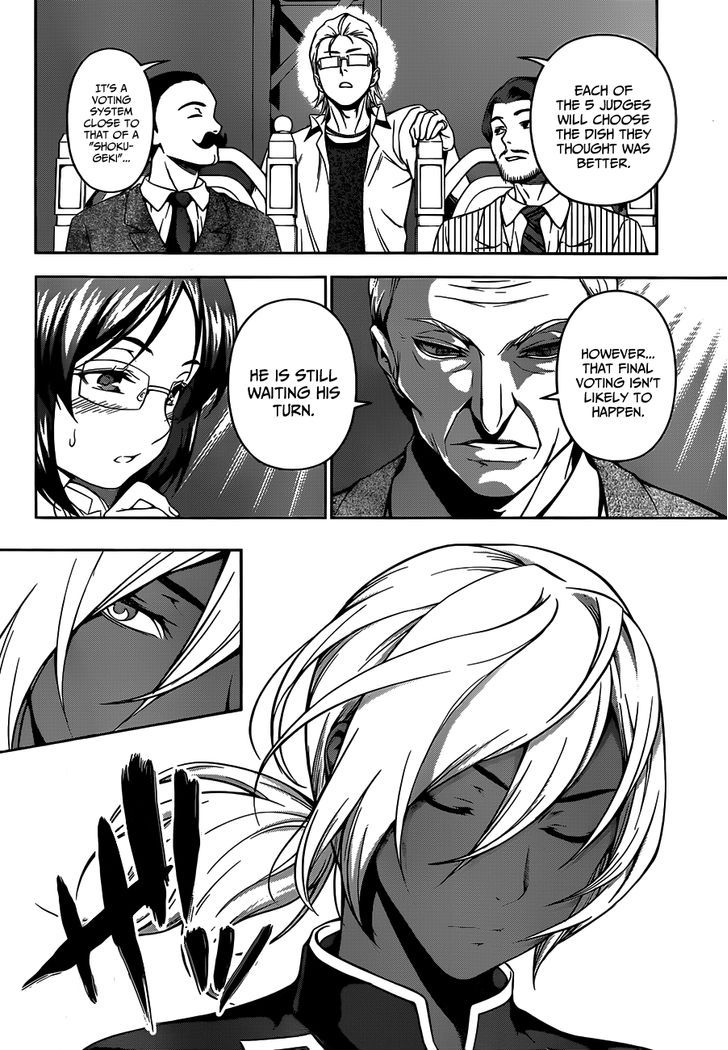 EACH OF
THE 5 JUDGES
WILL CHOOSE
THE DISH THEY
THOUGHT WAS
BETTER.
IT'S A
VOTING
SYSTEM
CLOSE TO
THAT OF A
"SHOKU-
GEKI"...
HOWEVER...
THAT FINAL
VOTING ISN'T
LIKELY TO
HAPPEN.
HE IS STILL
WAITING HIS
TURN.